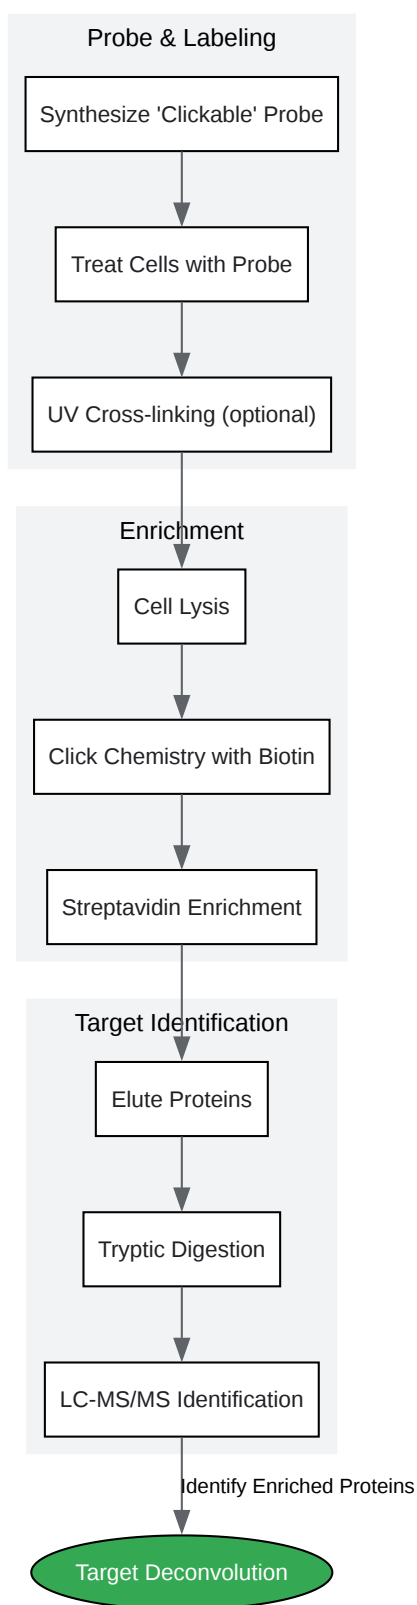 Probe & Labeling
Synthesize 'Clickable' Probe
Treat Cells with Probe
UV Cross-linking (optional)
Enrichment
Cell Lysis
Click Chemistry with Biotin
Streptavidin Enrichment
Target Identification
Elute Proteins
Tryptic Digestion
LC-MS/MS Identification
Identify Enriched Proteins
Target Deconvolution